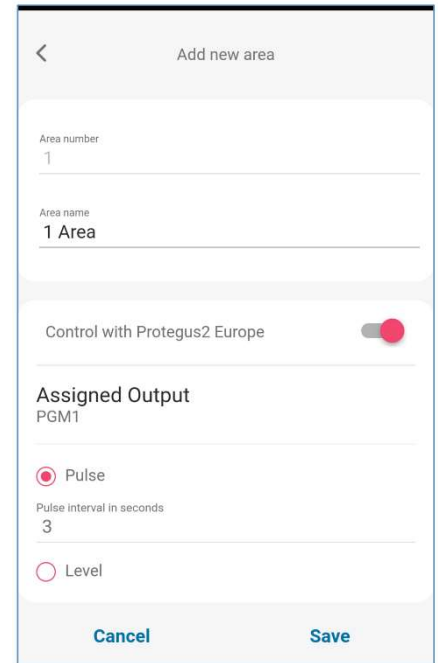 Add new area
Area number
1
Area name
1 Area
Control with Protegus2 Europe
Assigned Output
PGM1
Pulse
Pulse interval in seconds
3
Level
Cancel Save